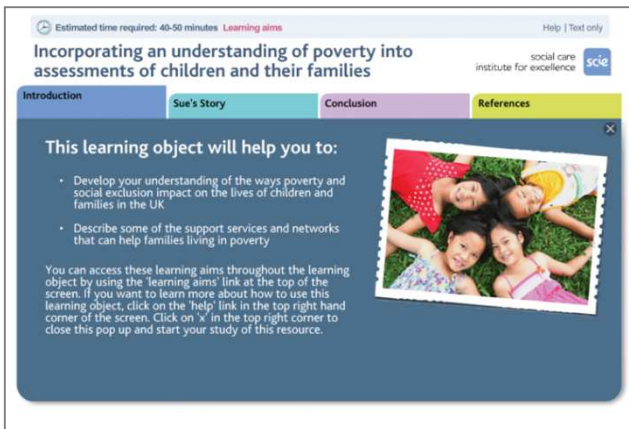 Estimated time required: 40-50 minutes Learning aims
Help | Text only
Incorporating an understanding of poverty into
assessments of children and their families
social care
institute for excellence
scie
Introduction
Sue's Story
Conclusion
References
This learning object will help you to:
• Develop your understanding of the ways poverty and
social exclusion impact on the lives of children and
families in the UK
• Describe some of the support services and networks
that can help families living in poverty
You can access these learning aims throughout the learning
object by using the 'learning aims' link at the top of the
screen. If you want to learn more about how to use this
learning object, click on the 'help' link in the top right hand
corner of the screen. Click on 'x' in the top right corner to
close this pop up and start your study of this resource.